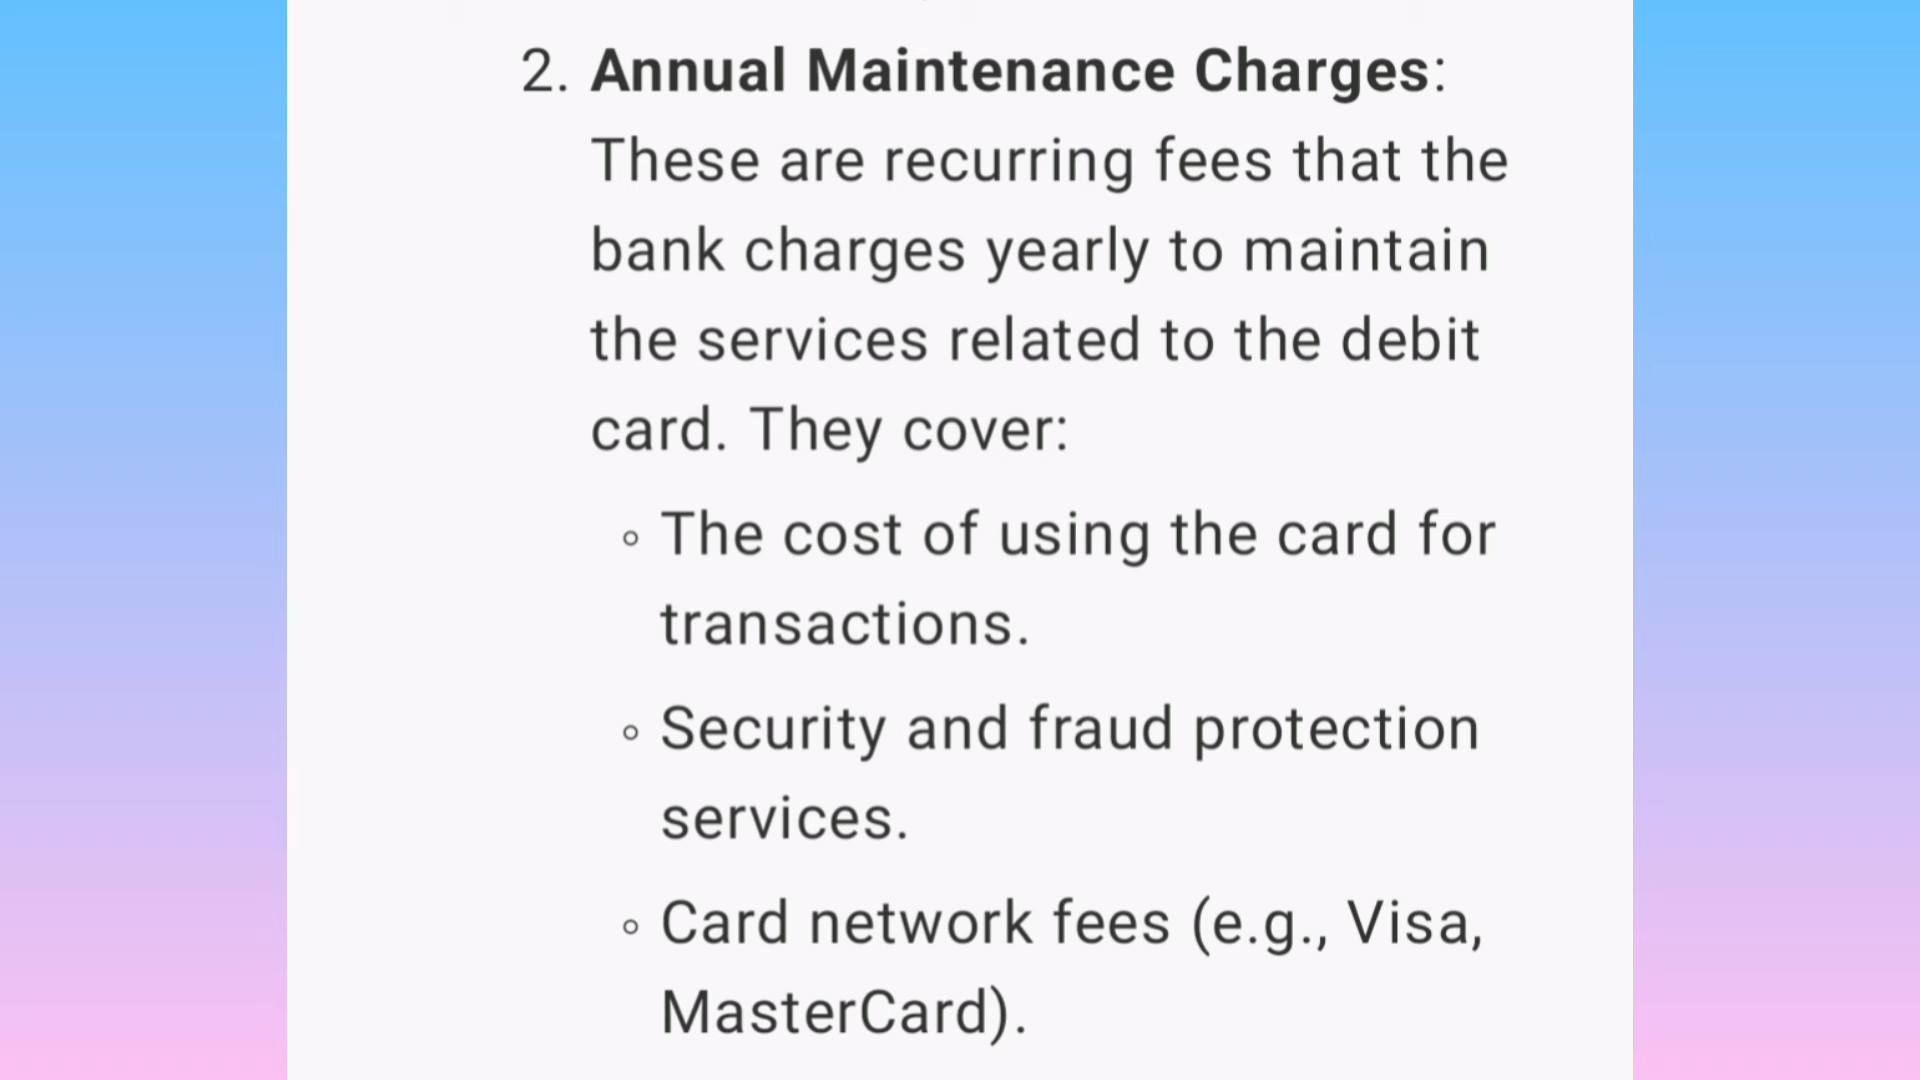 2. Annual Maintenance Charges:
These are recurring fees that the
bank charges yearly to maintain
the services related to the debit
card. They cover:
◦ The cost of using the card for
transactions.
◦ Security and fraud protection
services.
◦ Card network fees (e.g., Visa,
MasterCard).